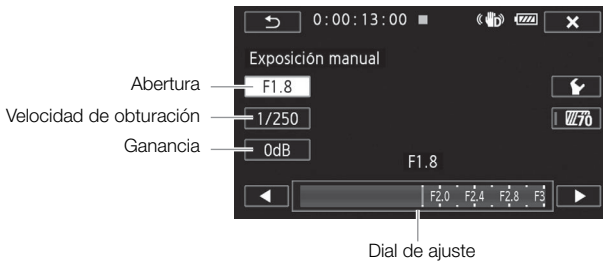 0:00:13:00
Exposición manual
Abertura
F1.8
Velocidad de obturación
1/250
70
Ganancia
0dB
F1.8
F2.0 F2.4 F2.8 F3
Dial de ajuste